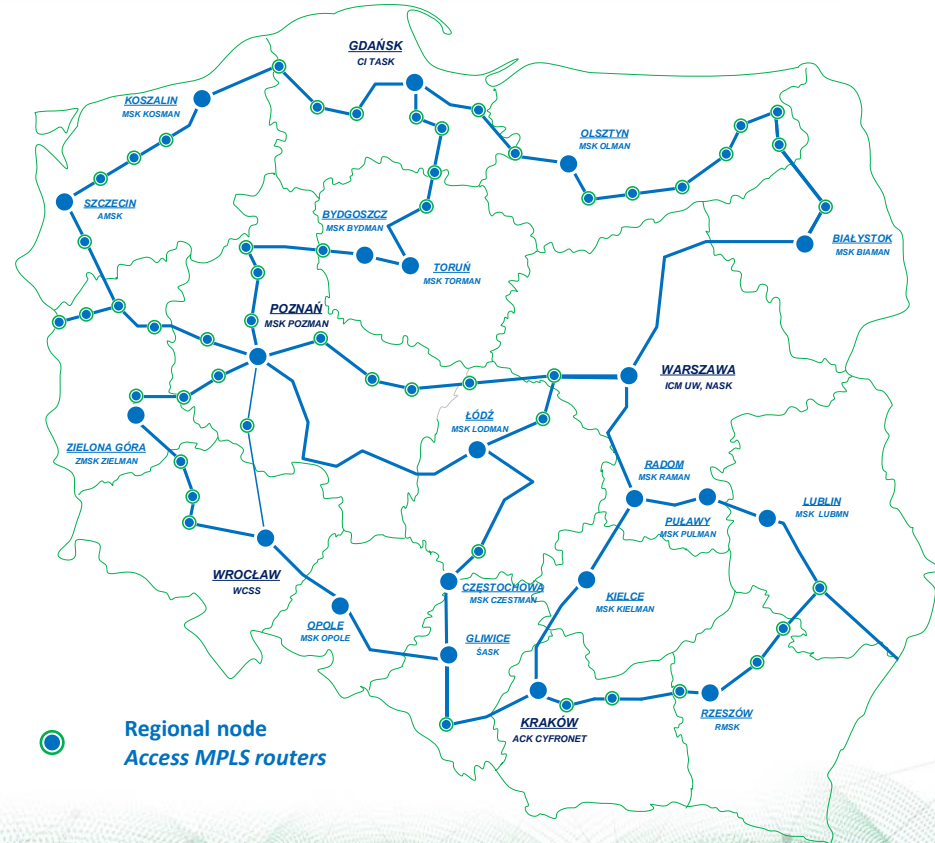 GDAŃSK
CI TASK
KOSZALIN
MSK KOSMAN
OLSZTYN
MSK OLMAN
SZCZECIN
AMSK
BYDGOSZCZ
MSK BYDMAN
BIAŁYSTOK
MSK BIAMAN
TORUŃ
MSK TORMAN
POZNAŃ
MSK POZMAN
WARSZAWA
ICM UW, NASK
ŁÓDŹ
MSK LODMAN
ZIELONA GÓRA
ZMSK ZIELMAN
RADOM
MSK RAMAN
LUBLIN
MSK LUBMN
PUŁAWY
MSK PULMAN
WROCŁAW
WCSS
CZĘSTOCHOWA
MSK CZESTMAN
KIELCE
MSK KIELMAN
OPOLE
MSK OPOLE
GLIWICE
ŚASK
RZESZÓW
RMSK
KRAKÓW
ACK CYFRONET
Regional node
Access MPLS routers